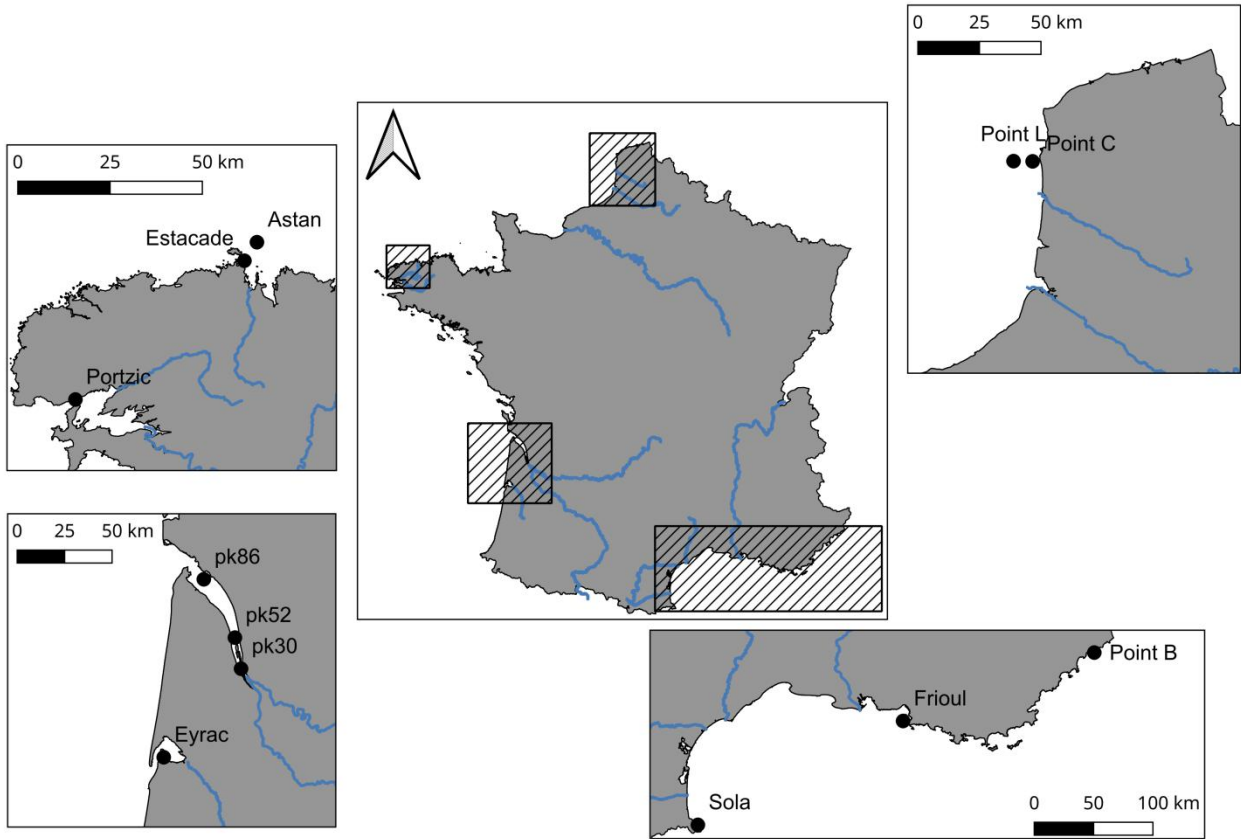 0 25 50 km
Point L
Point C
0 25 50 km
Astan
Estacade
Portzic
0 25 50 km
pk86
pk52
pk30
Eyrac
Point B
Frioul
Sola
0 50 100 km